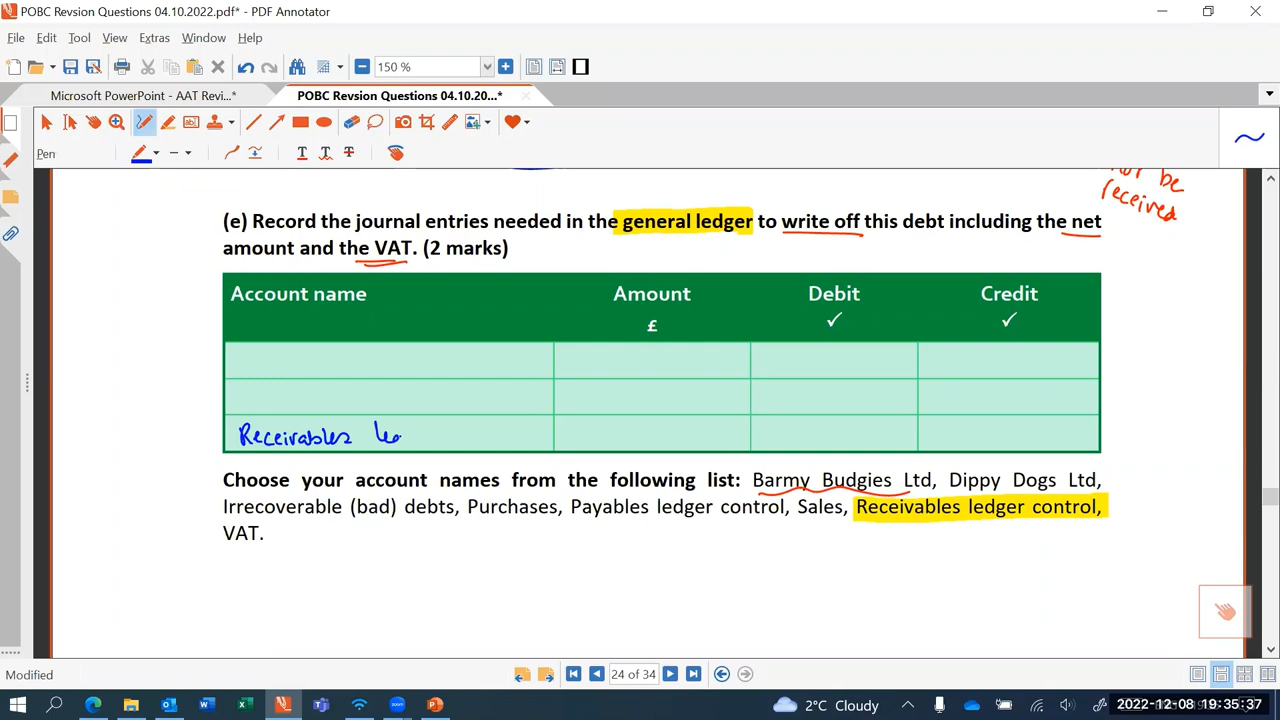 POBC Revsion Questions 04.10.2022.pdf* - PDF Annotator
File Edit Tool View Extras Window Help
150 %
Microsoft PowerPoint - AAT Revi...*
POBC Revsion Questions 04.10.20...*
Pen
not be
received
(e) Record the journal entries needed in the general ledger to write off this debt including the net
amount and the VAT. (2 marks)
Account name Amount Debit Credit
£ ✓ ✓
Receivables le
Choose your account names from the following list: Barmy Budgies Ltd, Dippy Dogs Ltd,
Irrecoverable (bad) debts, Purchases, Payables ledger control, Sales, Receivables ledger control,
VAT.
Modified
24 of 34
2°C Cloudy
2022-12-08 19:35:37